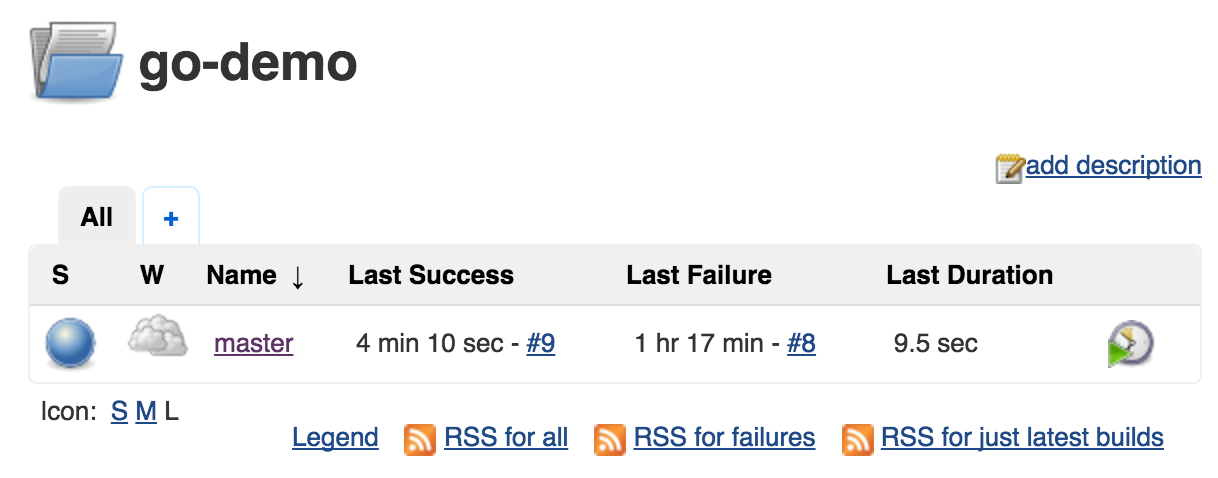 go-demo
add description
All +
S W Name ↓ Last Success Last Failure Last Duration
master 4 min 10 sec - #9 1 hr 17 min - #8 9.5 sec
Icon: S M L
Legend RSS for all RSS for failures RSS for just latest builds